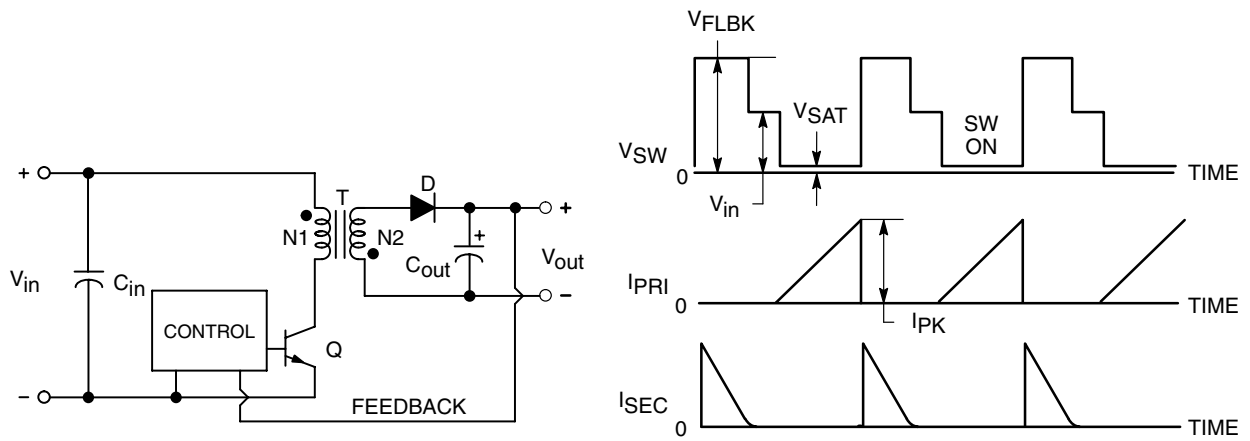 +
−
Vin
Cin
CONTROL
Q
N1
T
N2
D
+
Cout
+
Vout
−
FEEDBACK
VFLBK
VSAT
SW
ON
VSW
0
Vin
TIME
IPRI
0
IPK
TIME
ISEC
0
TIME